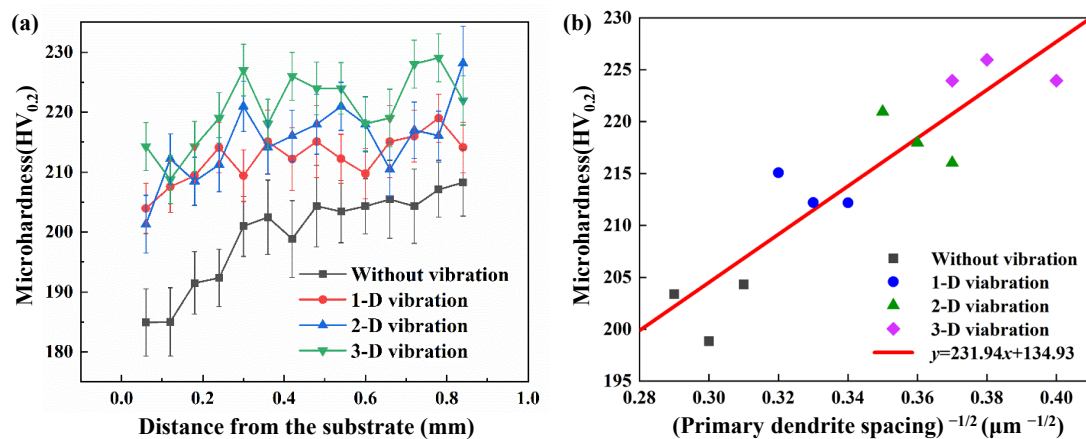 (a)
Microhardness(HV0.2)
230
220
210
200
190
180
Without vibration
1-D vibration
2-D vibration
3-D vibration
0.0 0.2 0.4 0.6 0.8 1.0
Distance from the substrate (mm)
(b)
Microhardness(HV0.2)
230
225
220
215
210
205
200
195
Without vibration
1-D viabration
2-D viabration
3-D viabration
y=231.94x+134.93
0.28 0.30 0.32 0.34 0.36 0.38 0.40
(Primary dendrite spacing) −1/2 (μm −1/2)